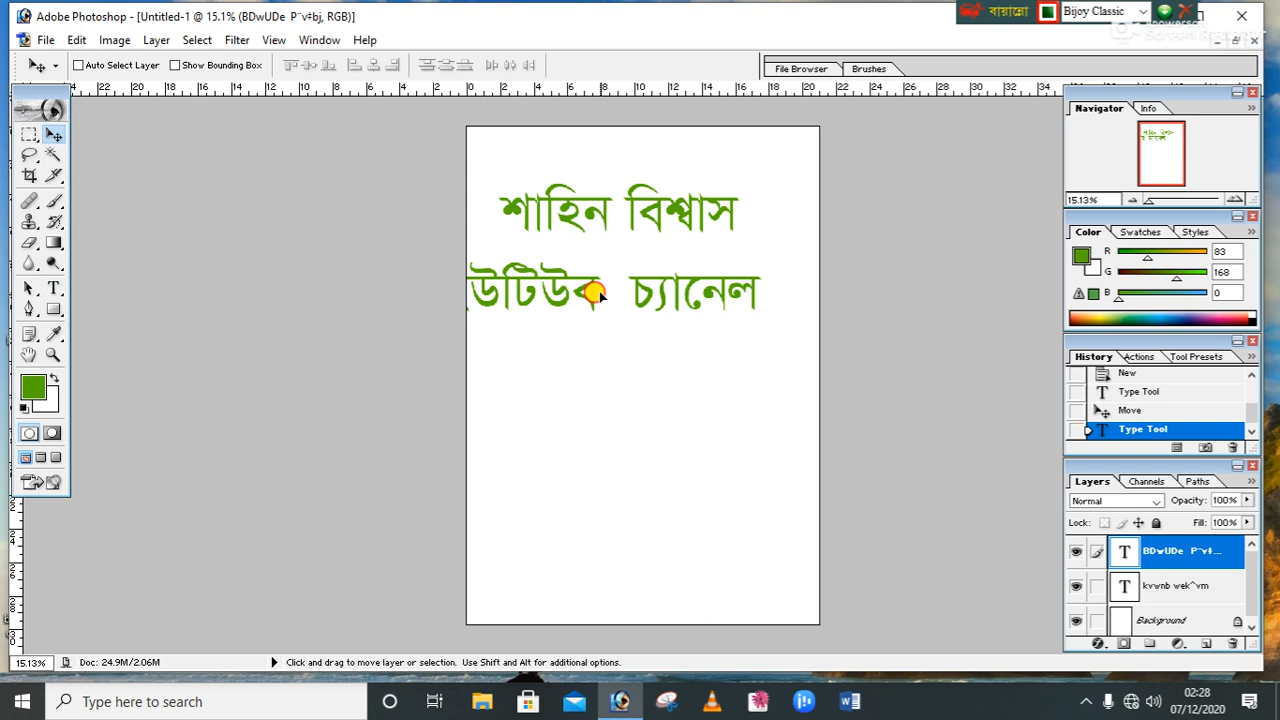 Adobe Photoshop - [Untitled-1 @ 15.1% (BDwUDe P¨v‡bj, RGB)]
বায়ান্নো Bijoy Classic
File Edit Image Layer Select Filter View Window Help
Auto Select Layer Show Bounding Box File Browser Brushes
শাহিন বিশ্বাস
উটিউব চ্যানেল
Navigator Info
15.13%
Color Swatches Styles
R 83
G 168
B 0
History Actions Tool Presets
New
Type Tool
Move
Type Tool
Layers Channels Paths
Normal Opacity: 100%
Lock: Fill: 100%
BDwUDe P¨v‡...
kvwnb wek^vm
Background
15.13% Doc: 24.9M/2.06M Click and drag to move layer or selection. Use Shift and Alt for additional options.
Type here to search
02:28
07/12/2020